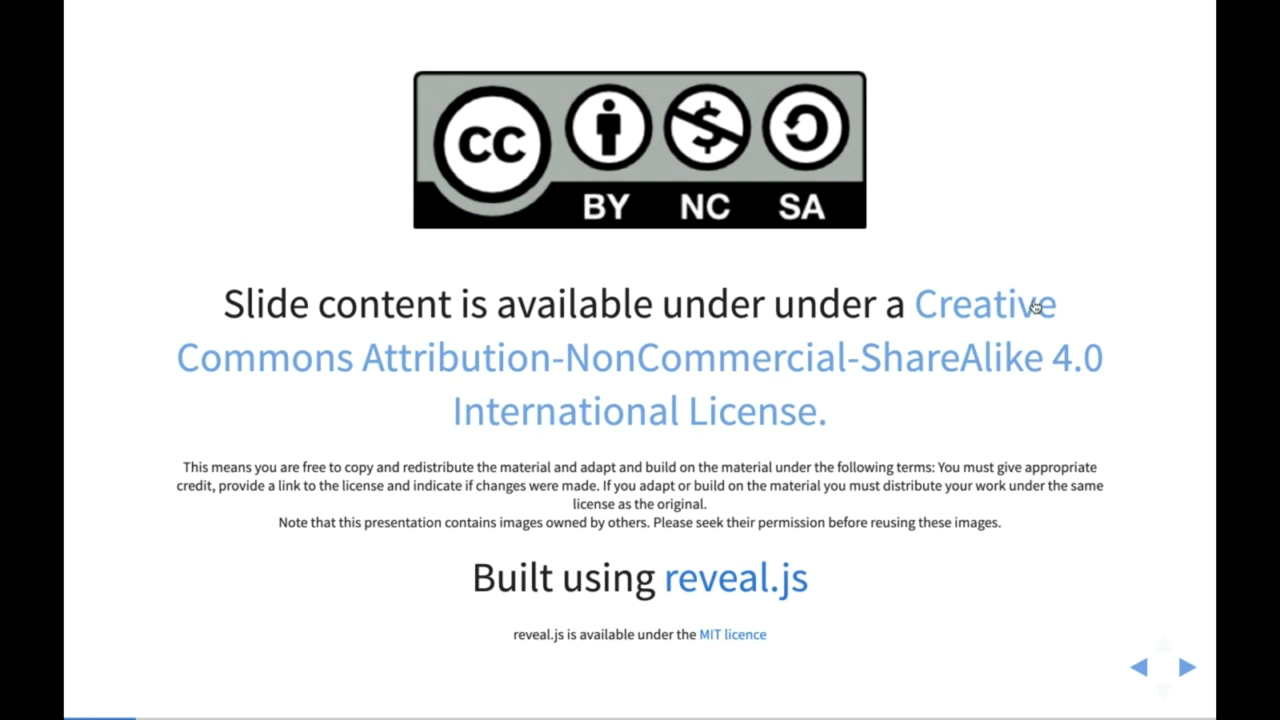 CC
BY NC SA
Slide content is available under under a Creative
Commons Attribution-NonCommercial-ShareAlike 4.0
International License.
This means you are free to copy and redistribute the material and adapt and build on the material under the following terms: You must give appropriate
credit, provide a link to the license and indicate if changes were made. If you adapt or build on the material you must distribute your work under the same
license as the original.
Note that this presentation contains images owned by others. Please seek their permission before reusing these images.
Built using reveal.js
reveal.js is available under the MIT licence